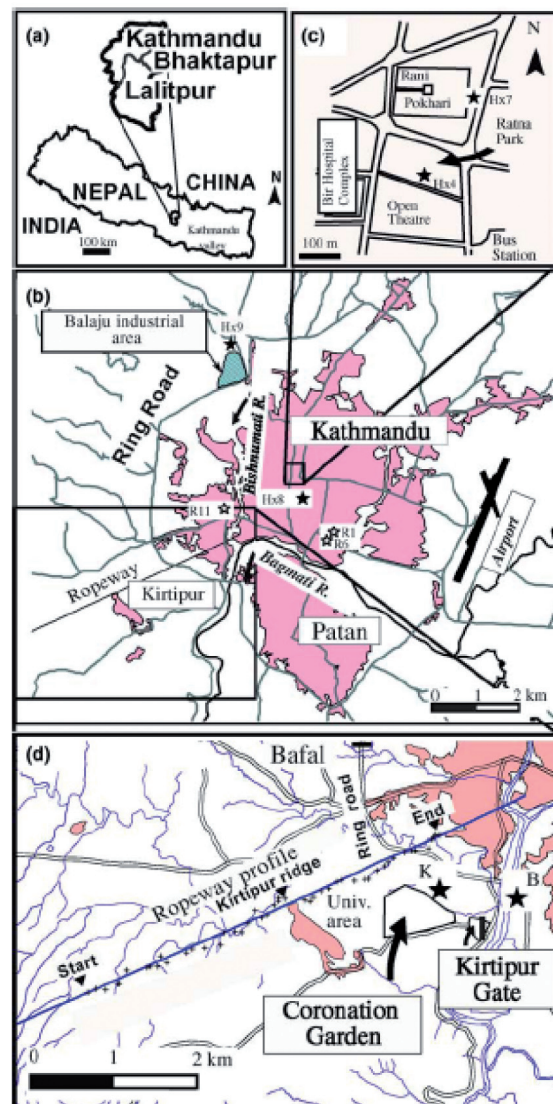 (a)
Kathmandu
Bhaktapur
Lalitpur
NEPAL
CHINA
INDIA
N
100 km
Kathmandu
valley
(c)
N
Rani
Pokhari
Hx7
Ratna
Park
Hx4
Bir Hospital
Complex
Open
Theatre
Bus
Station
100 m
(b)
Hx9
Balaju industrial
area
Ring Road
Bishnumati R.
Kathmandu
Hx8
R11
R1
R6
Airport
Ropeway
Kirtipur
Bagmati R.
Patan
0 1 2 km
(d)
Bafal
Ring road
End
Ropeway profile
Kirtipur ridge
K
B
Univ.
area
Start
Kirtipur
Gate
Coronation
Garden
0 1 2 km